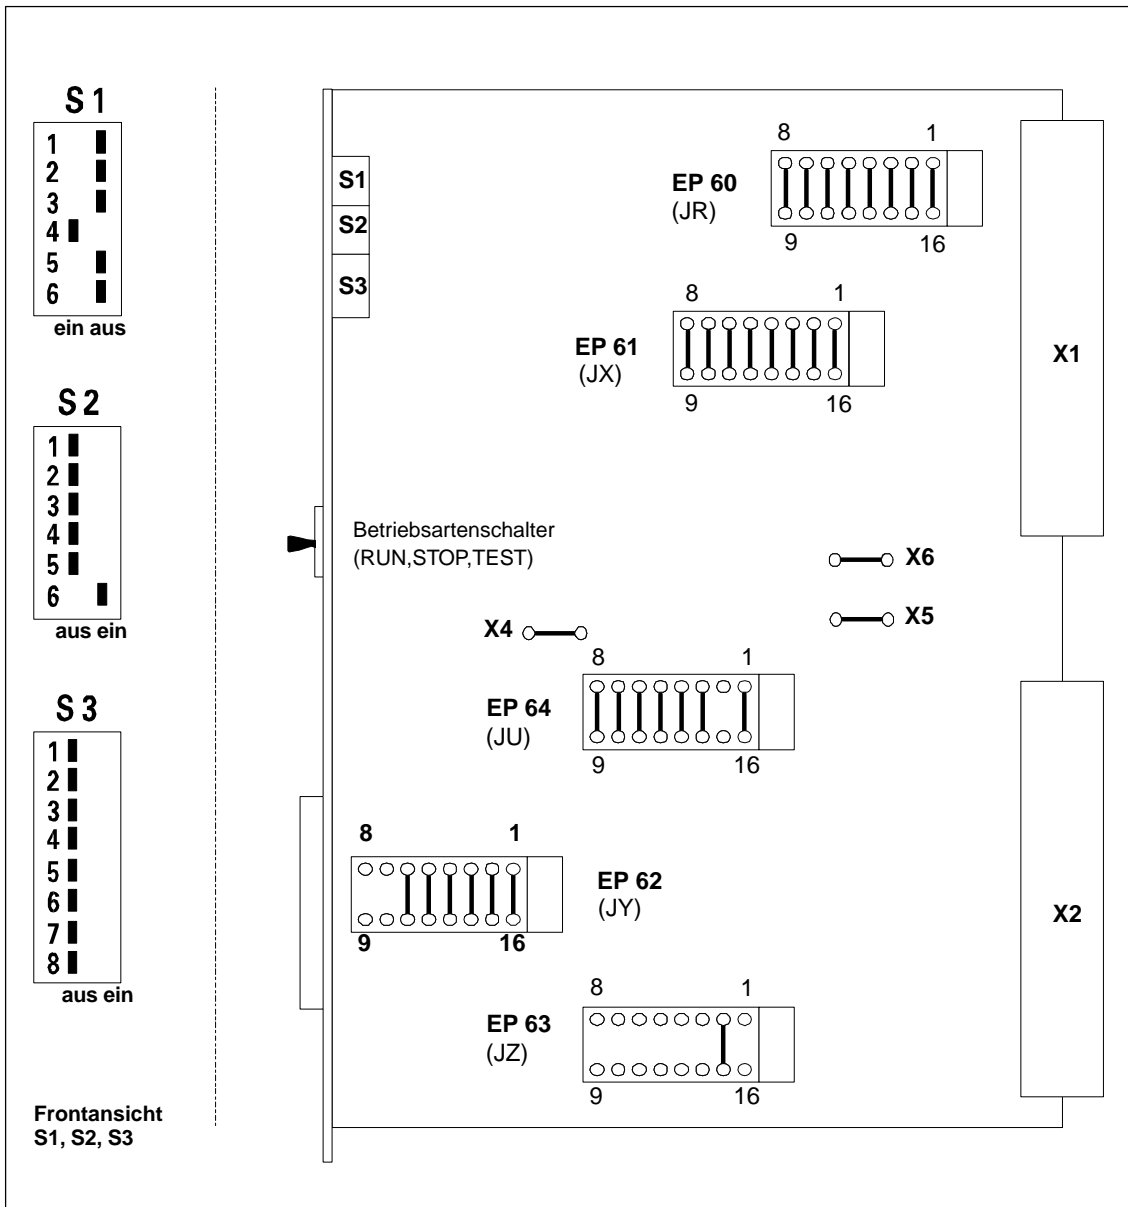 S 1
1
2
3
4
5
6
ein aus
S 2
1
2
3
4
5
6
aus ein
S 3
1
2
3
4
5
6
7
8
aus ein
Frontansicht
S1, S2, S3
S1
S2
S3
8 1
EP 60
(JR)
9 16
8 1
EP 61
(JX)
9 16
X1
Betriebsartenschalter
(RUN,STOP,TEST)
X6
X5
X4
8 1
EP 64
(JU)
9 16
8 1
EP 62
(JY)
9 16
X2
8 1
EP 63
(JZ)
9 16